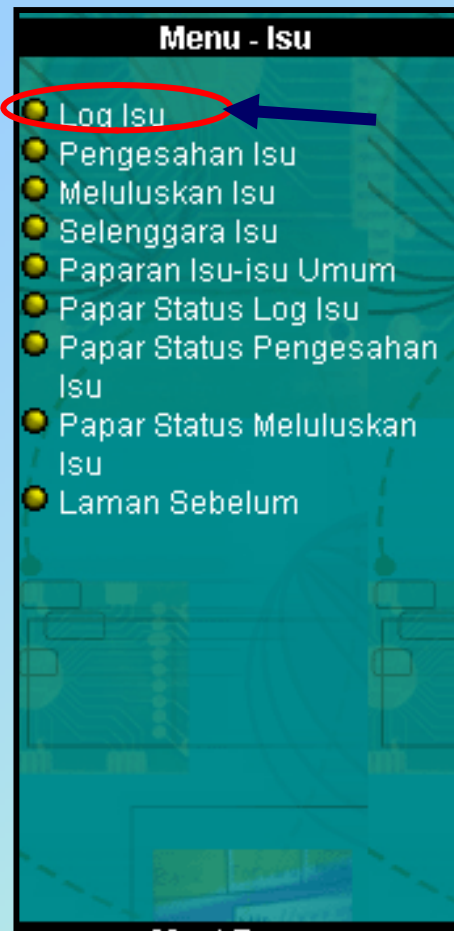 Menu - Isu
Log Isu
Pengesahan Isu
Meluluskan Isu
Selenggara Isu
Paparan Isu-isu Umum
Papar Status Log Isu
Papar Status Pengesahan
Isu
Papar Status Meluluskan
Isu
Laman Sebelum